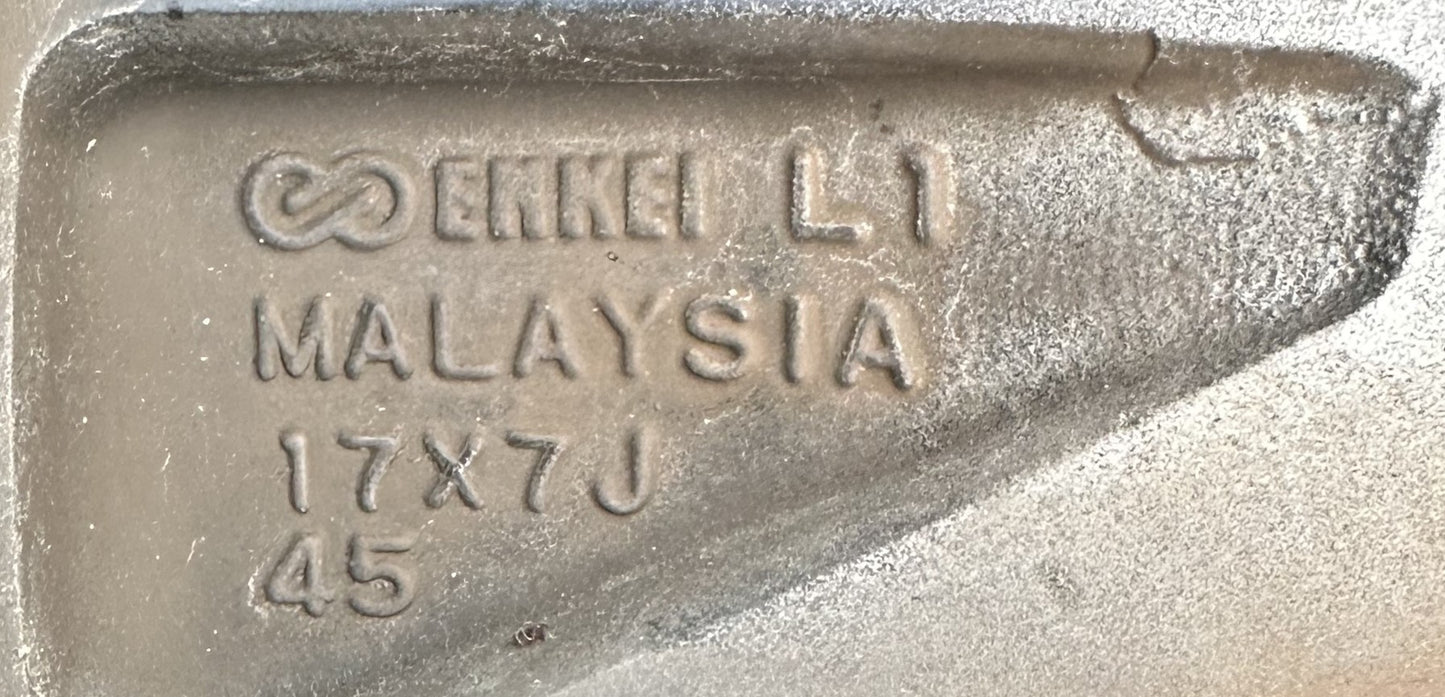 ENKEI L1
MALAYSIA
17X7J
45